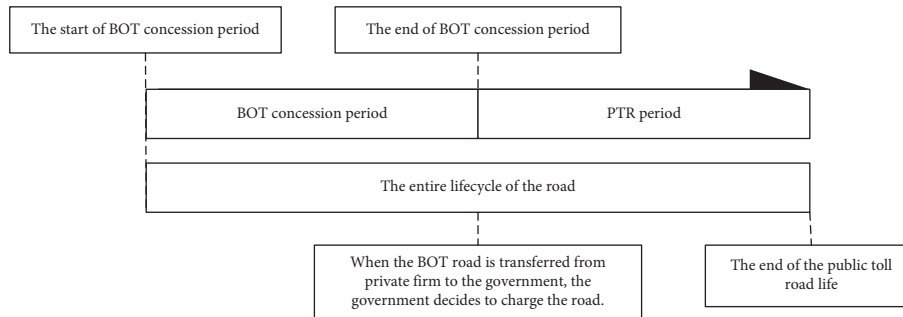 The start of BOT concession period
The end of BOT concession period
BOT concession period
PTR period
The entire lifecycle of the road
When the BOT road is transferred from
private firm to the government, the
government decides to charge the road.
The end of the public toll
road life